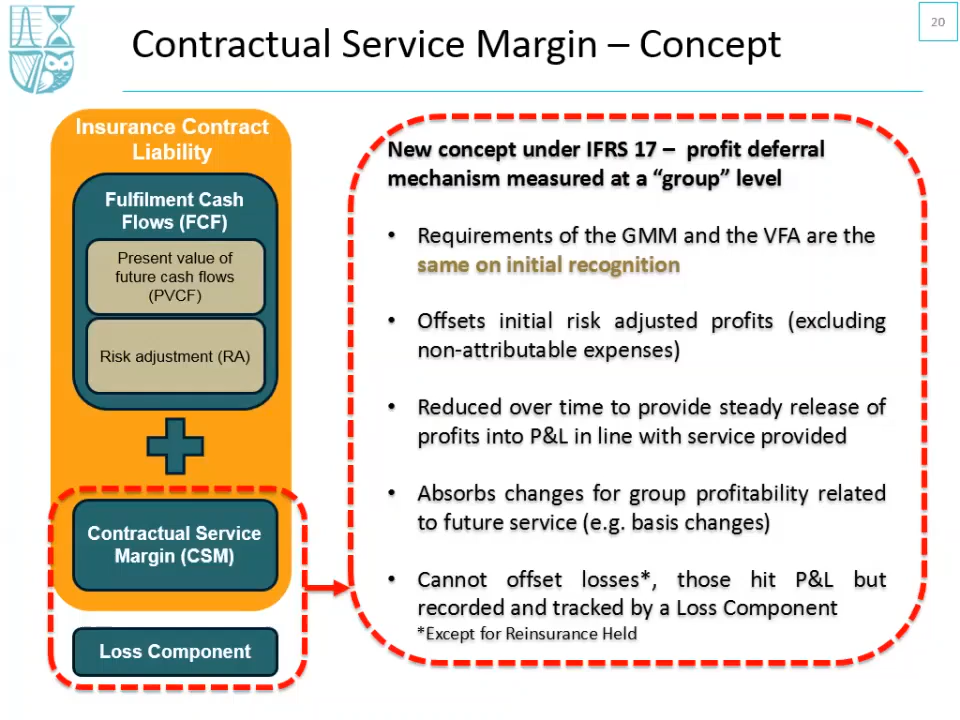 20
Contractual Service Margin – Concept
Insurance Contract
Liability
Fulfilment Cash
Flows (FCF)
Present value of
future cash flows
(PVCF)
Risk adjustment (RA)
Contractual Service
Margin (CSM)
Loss Component
New concept under IFRS 17 – profit deferral
mechanism measured at a “group” level
• Requirements of the GMM and the VFA are the
same on initial recognition
• Offsets initial risk adjusted profits (excluding
non-attributable expenses)
• Reduced over time to provide steady release of
profits into P&L in line with service provided
• Absorbs changes for group profitability related
to future service (e.g. basis changes)
• Cannot offset losses*, those hit P&L but
recorded and tracked by a Loss Component
*Except for Reinsurance Held